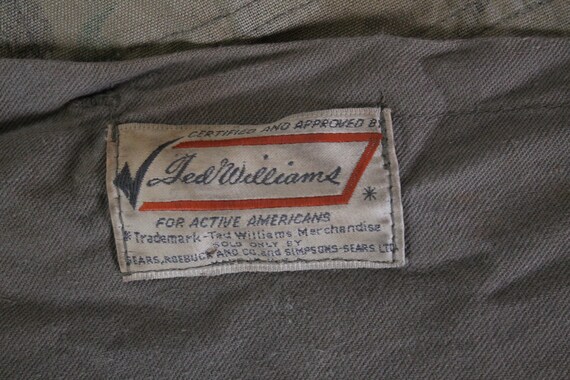 CERTIFIED AND APPROVED BY
Ted Williams
*
FOR ACTIVE AMERICANS
*Trademark-Ted Williams Merchandise
SOLD ONLY BY
SEARS, ROEBUCK AND CO. and SIMPSONS-SEARS, LTD.